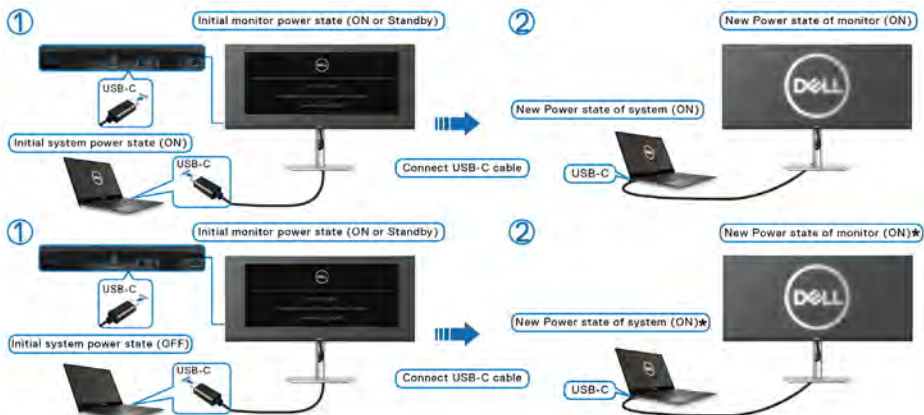 ①
Initial monitor power state (ON or Standby)
②
New Power state of monitor (ON)
USB-C
DELL
New Power state of system (ON)
Initial system power state (ON)
USB-C
Connect USB-C cable
USB-C
①
Initial monitor power state (ON or Standby)
②
New Power state of monitor (ON)★
USB-C
DELL
New Power state of system (ON)★
Initial system power state (OFF)
USB-C
Connect USB-C cable
USB-C